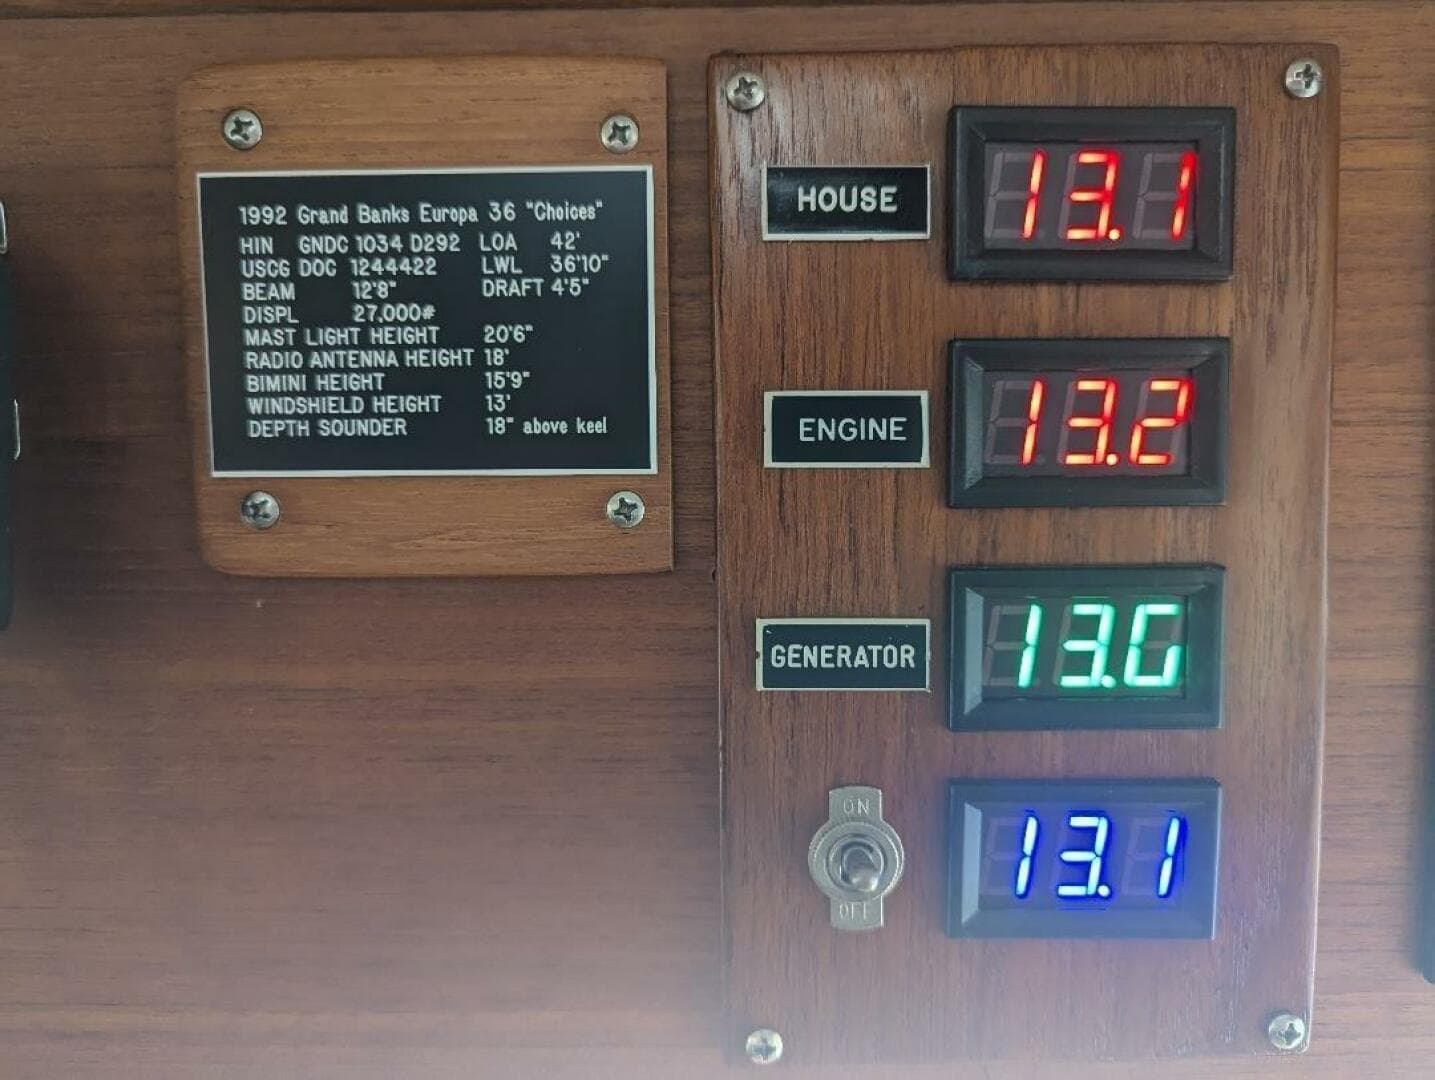 1992 Grand Banks Europa 36 "Choices"
HIN GNDC 1034 D292 LOA 42'
USCG DOC 1244422 LWL 36'10"
BEAM 12'8" DRAFT 4'5"
DISPL 27,000#
MAST LIGHT HEIGHT 20'6"
RADIO ANTENNA HEIGHT 18'
BIMINI HEIGHT 15'9"
WINDSHIELD HEIGHT 13'
DEPTH SOUNDER 18" above keel
HOUSE 13.1
ENGINE 13.2
GENERATOR
ON
OFF
13.1